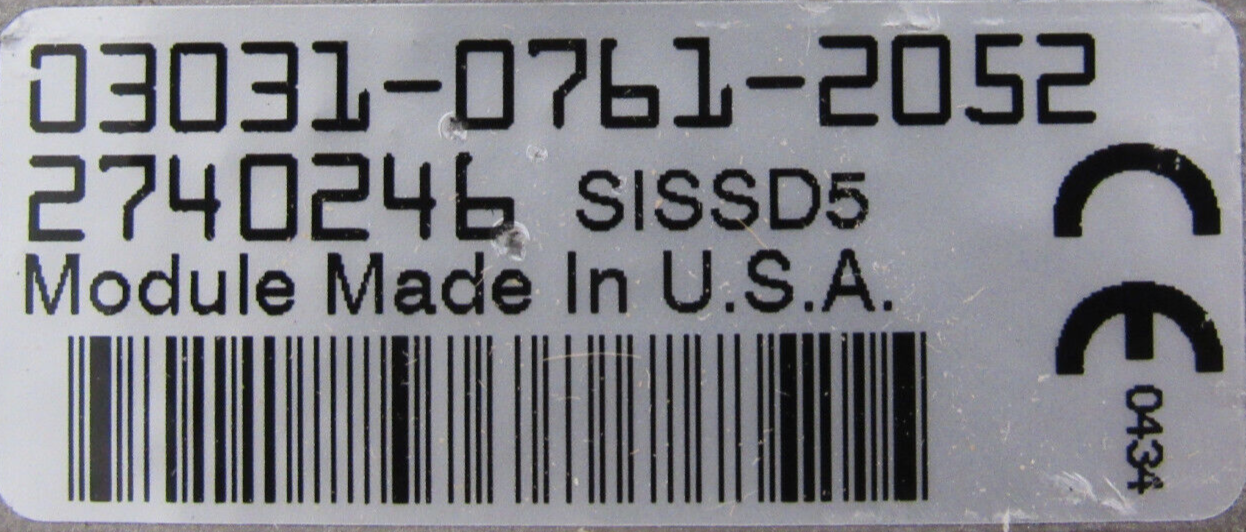 03031-0761-2052
2740246 SISSD5
Module Made In U.S.A.
CE
0434